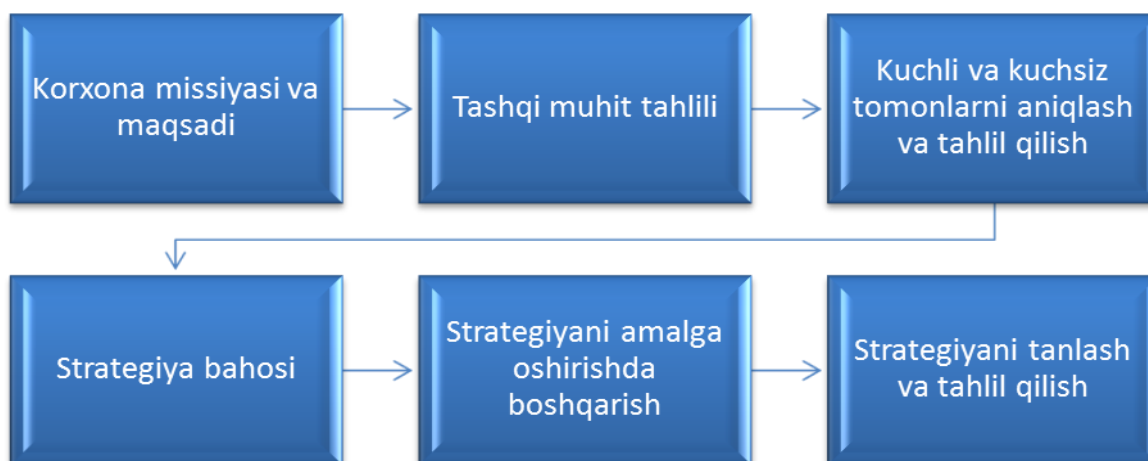 Korxona missiyasi va
maqsadi
Tashqi muhit tahlili
Kuchli va kuchsiz
tomonlarni aniqlash
va tahlil qilish
Strategiya bahosi
Strategiyani amalga
oshirishda
boshqarish
Strategiyani tanlash
va tahlil qilish